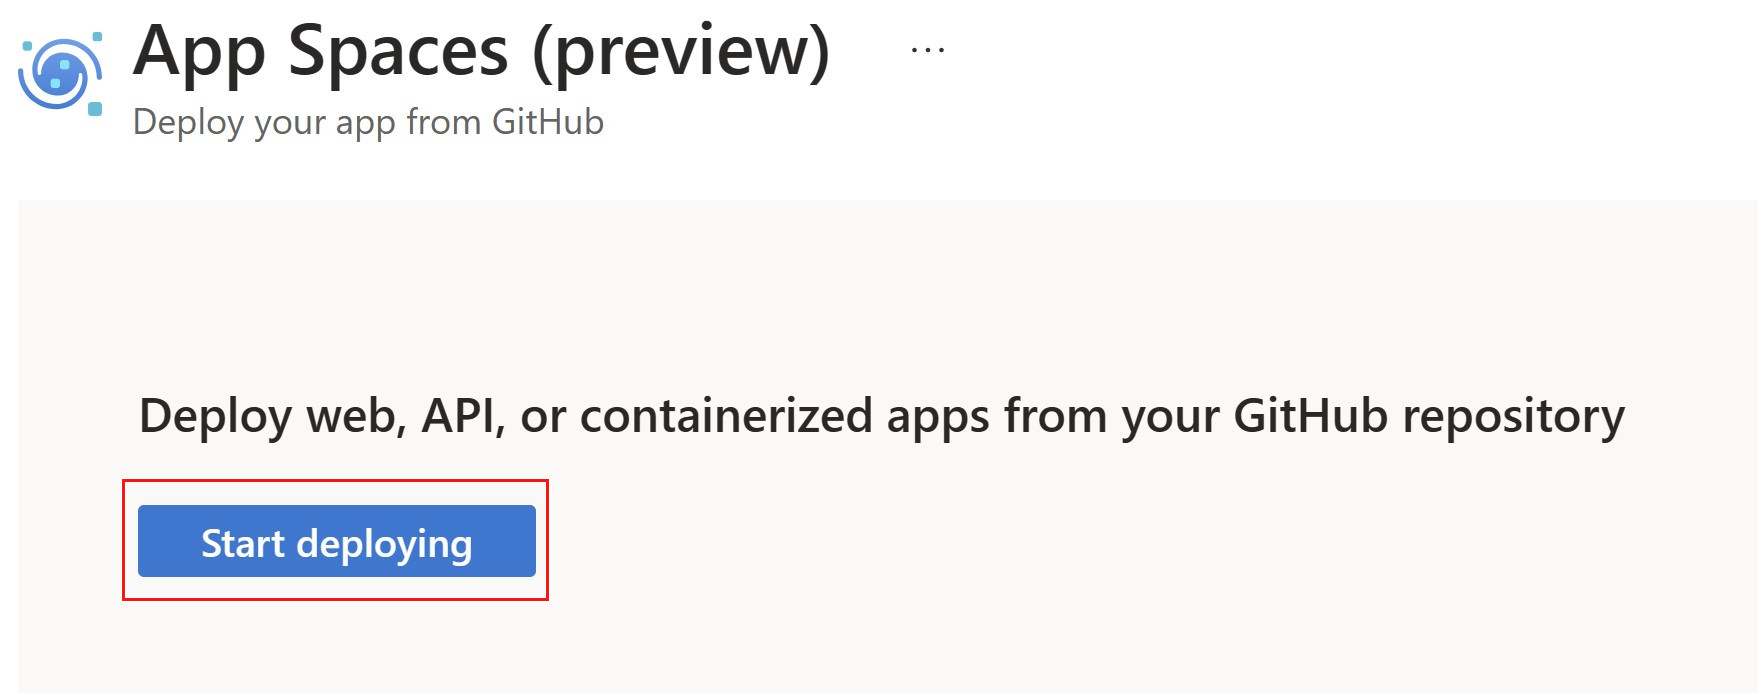 App Spaces (preview) ...
Deploy your app from GitHub
Deploy web, API, or containerized apps from your GitHub repository
Start deploying